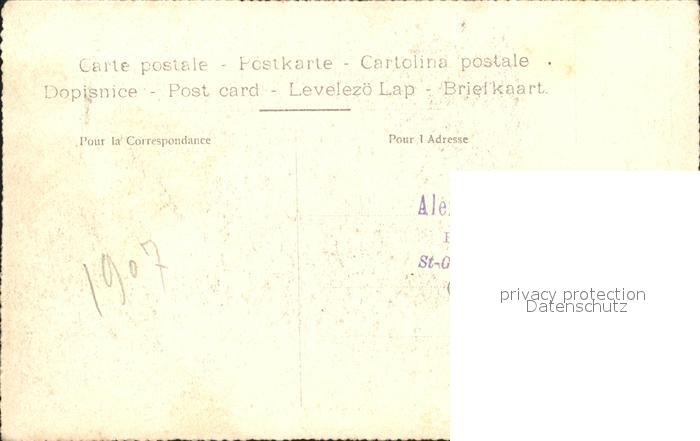 Carte postale - Postkarte - Cartolina postale .
Dopisnice - Post card - Levelezö Lap - Briefkaart.
Pour la Correspondance
Pour l Adresse
1907
privacy protection
Datenschutz